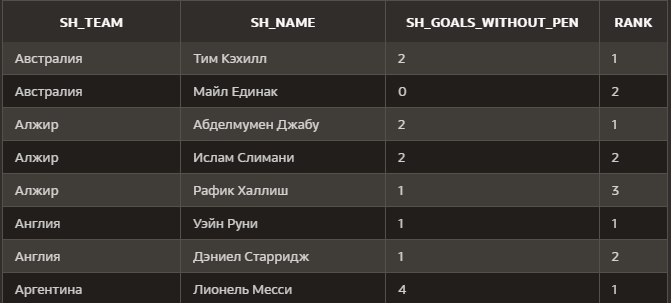 SH_TEAM SH_NAME SH_GOALS_WITHOUT_PEN RANK
Австралия Тим Кэхилл 2 1
Австралия Майл Единак 0 2
Алжир Абделмумен Джабу 2 1
Алжир Ислам Слимани 2 2
Алжир Рафик Халлиш 1 3
Англия Уэйн Руни 1 1
Англия Дэниел Старридж 1 2
Аргентина Лионель Месси 4 1